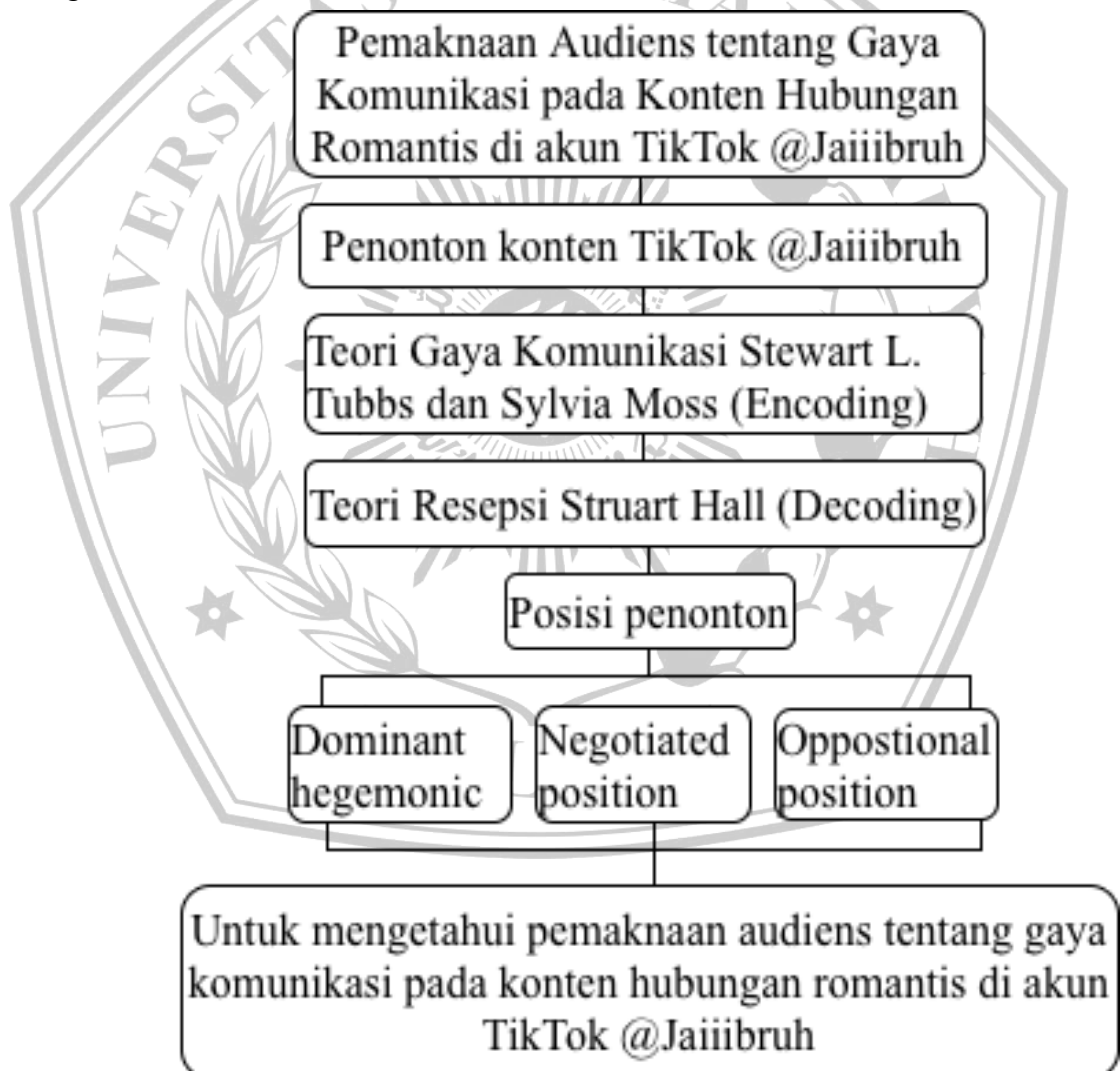 Pemaknaan Audiens tentang Gaya
Komunikasi pada Konten Hubungan
Romantis di akun TikTok @Jaiiibruh
Penonton konten TikTok @Jaiiibruh
Teori Gaya Komunikasi Stewart L.
Tubbs dan Sylvia Moss (Encoding)
Teori Resepsi Struart Hall (Decoding)
Posisi penonton
Dominant
hegemonic
Negotiated
position
Oppostional
position
Untuk mengetahui pemaknaan audiens tentang gaya
komunikasi pada konten hubungan romantis di akun
TikTok @Jaiiibruh